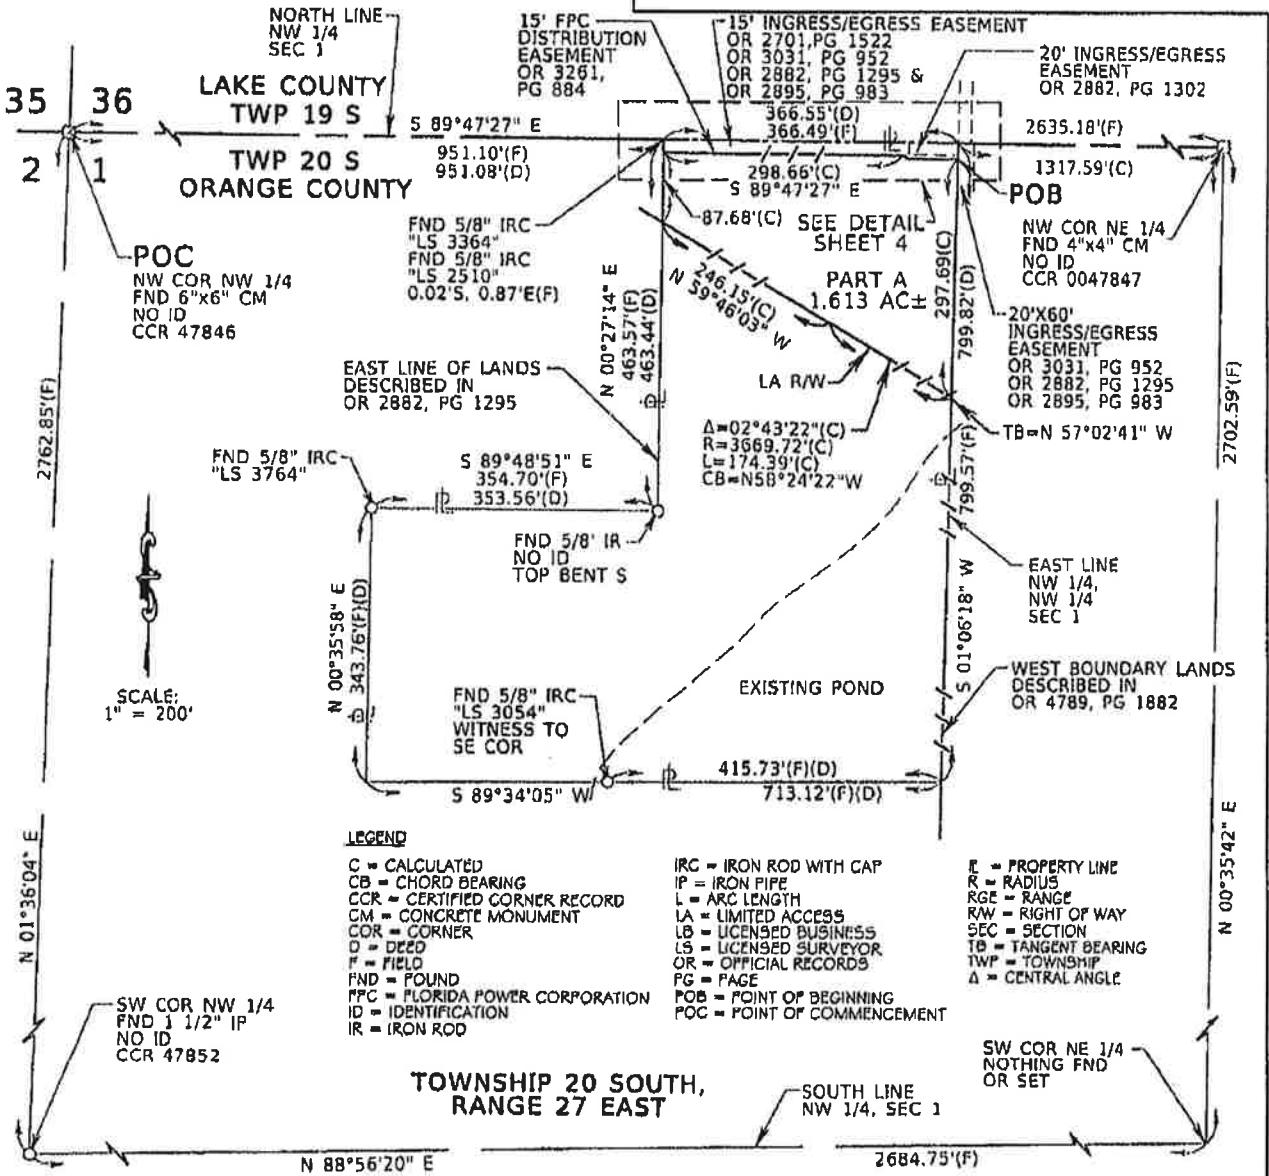 NORTH LINE
NW 1/4
SEC 1
15' FPC
DISTRIBUTION
EASEMENT
OR 3261,
PG 884
15' INGRESS/EGRESS EASEMENT
OR 2701,PG 1522
OR 3031, PG 952
OR 2882, PG 1295 &
OR 2895, PG 983
20' INGRESS/EGRESS
EASEMENT
OR 2882, PG 1302
35
36
LAKE COUNTY
TWP 19 S
S 89°47'27" E
366.55'(D)
366.49'(F)
2635.18'(F)
2
1
TWP 20 S
ORANGE COUNTY
951.10'(F)
951.08'(D)
298.66'(C)
S 89°47'27" E
1317.59'(C)
POB
POC
NW COR NW 1/4
FND 6"x6" CM
NO ID
CCR 47846
FND 5/8" IRC
"LS 3364"
FND 5/8" IRC
"LS 2510"
0.02'S, 0.87'E(F)
87.68'(C)
SEE DETAIL
SHEET 4
NW COR NE 1/4
FND 4"x4" CM
NO ID
CCR 0047847
246.15'(C)
N 59°46'03" W
PART A
1.613 AC±
297.69(C)
799.82'(D)
20'X60'
INGRESS/EGRESS
EASEMENT
OR 3031, PG 952
OR 2882, PG 1295
OR 2895, PG 983
N 00°27'14" E
463.57'(F)
463.44'(D)
LA R/W
EAST LINE OF LANDS
DESCRIBED IN
OR 2882, PG 1295
2762.85'(F)
2702.59'(F)
Δ=02°43'22"(C)
R=3669.72'(C)
L=174.39'(C)
CB=N58°24'22"W
TB=N 57°02'41" W
799.57'(F)
FND 5/8" IRC
"LS 3764"
S 89°48'51" E
354.70'(F)
353.56'(D)
FND 5/8' IR
NO ID
TOP BENT S
EAST LINE
NW 1/4,
NW 1/4
SEC 1
N 00°35'58" E
343.76'(F)(D)
S 01°06'18" W
SCALE:
1" = 200'
FND 5/8" IRC
"LS 3054"
WITNESS TO
SE COR
EXISTING POND
WEST BOUNDARY LANDS
DESCRIBED IN
OR 4789, PG 1882
S 89°34'05" W
415.73'(F)(D)
713.12'(F)(D)
N 01°36'04" E
N 00°35'42" E
LEGEND
C = CALCULATED
CB = CHORD BEARING
CCR = CERTIFIED CORNER RECORD
CM = CONCRETE MONUMENT
COR = CORNER
D = DEED
F = FIELD
FND = FOUND
FPC = FLORIDA POWER CORPORATION
ID = IDENTIFICATION
IR = IRON ROD
IRC = IRON ROD WITH CAP
IP = IRON PIPE
L = ARC LENGTH
LA = LIMITED ACCESS
LB = LICENSED BUSINESS
LS = LICENSED SURVEYOR
OR = OFFICIAL RECORDS
PG = PAGE
POB = POINT OF BEGINNING
POC = POINT OF COMMENCEMENT
PL = PROPERTY LINE
R = RADIUS
RGE = RANGE
R/W = RIGHT OF WAY
SEC = SECTION
TB = TANGENT BEARING
TWP = TOWNSHIP
Δ = CENTRAL ANGLE
SW COR NW 1/4
FND 1 1/2" IP
NO ID
CCR 47852
SW COR NE 1/4
NOTHING FND
OR SET
TOWNSHIP 20 SOUTH,
RANGE 27 EAST
SOUTH LINE
NW 1/4, SEC 1
N 88°56'20" E
2684.75'(F)